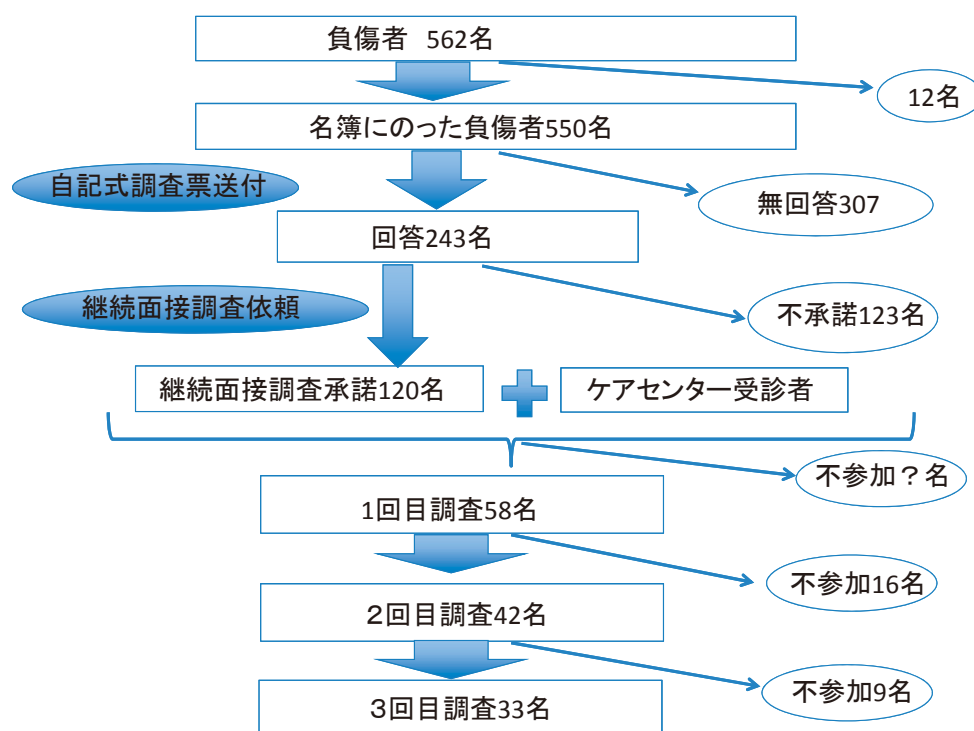 負傷者 562名
12名
名簿にのった負傷者550名
自記式調査票送付
無回答307
回答243名
継続面接調査依頼
不承諾123名
継続面接調査承諾120名
ケアセンター受診者
不参加？名
1回目調査58名
不参加16名
２回目調査42名
不参加9名
３回目調査33名